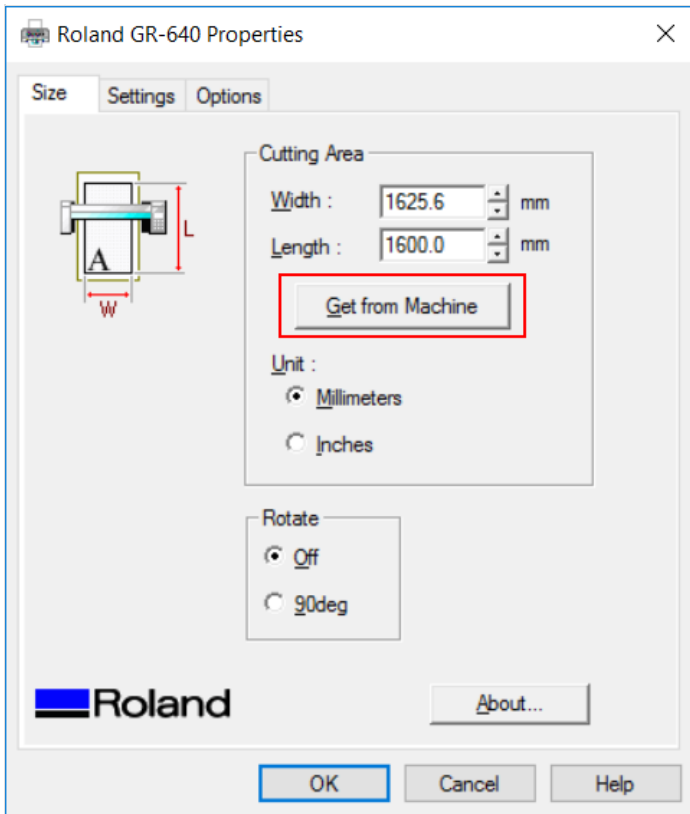 Roland GR-640 Properties
Size Settings Options
Cutting Area
Width : 1625.6 mm
Length : 1600.0 mm
L
A
W
Get from Machine
Unit :
Millimeters
Inches
Rotate
Off
90deg
Roland
About...
OK Cancel Help